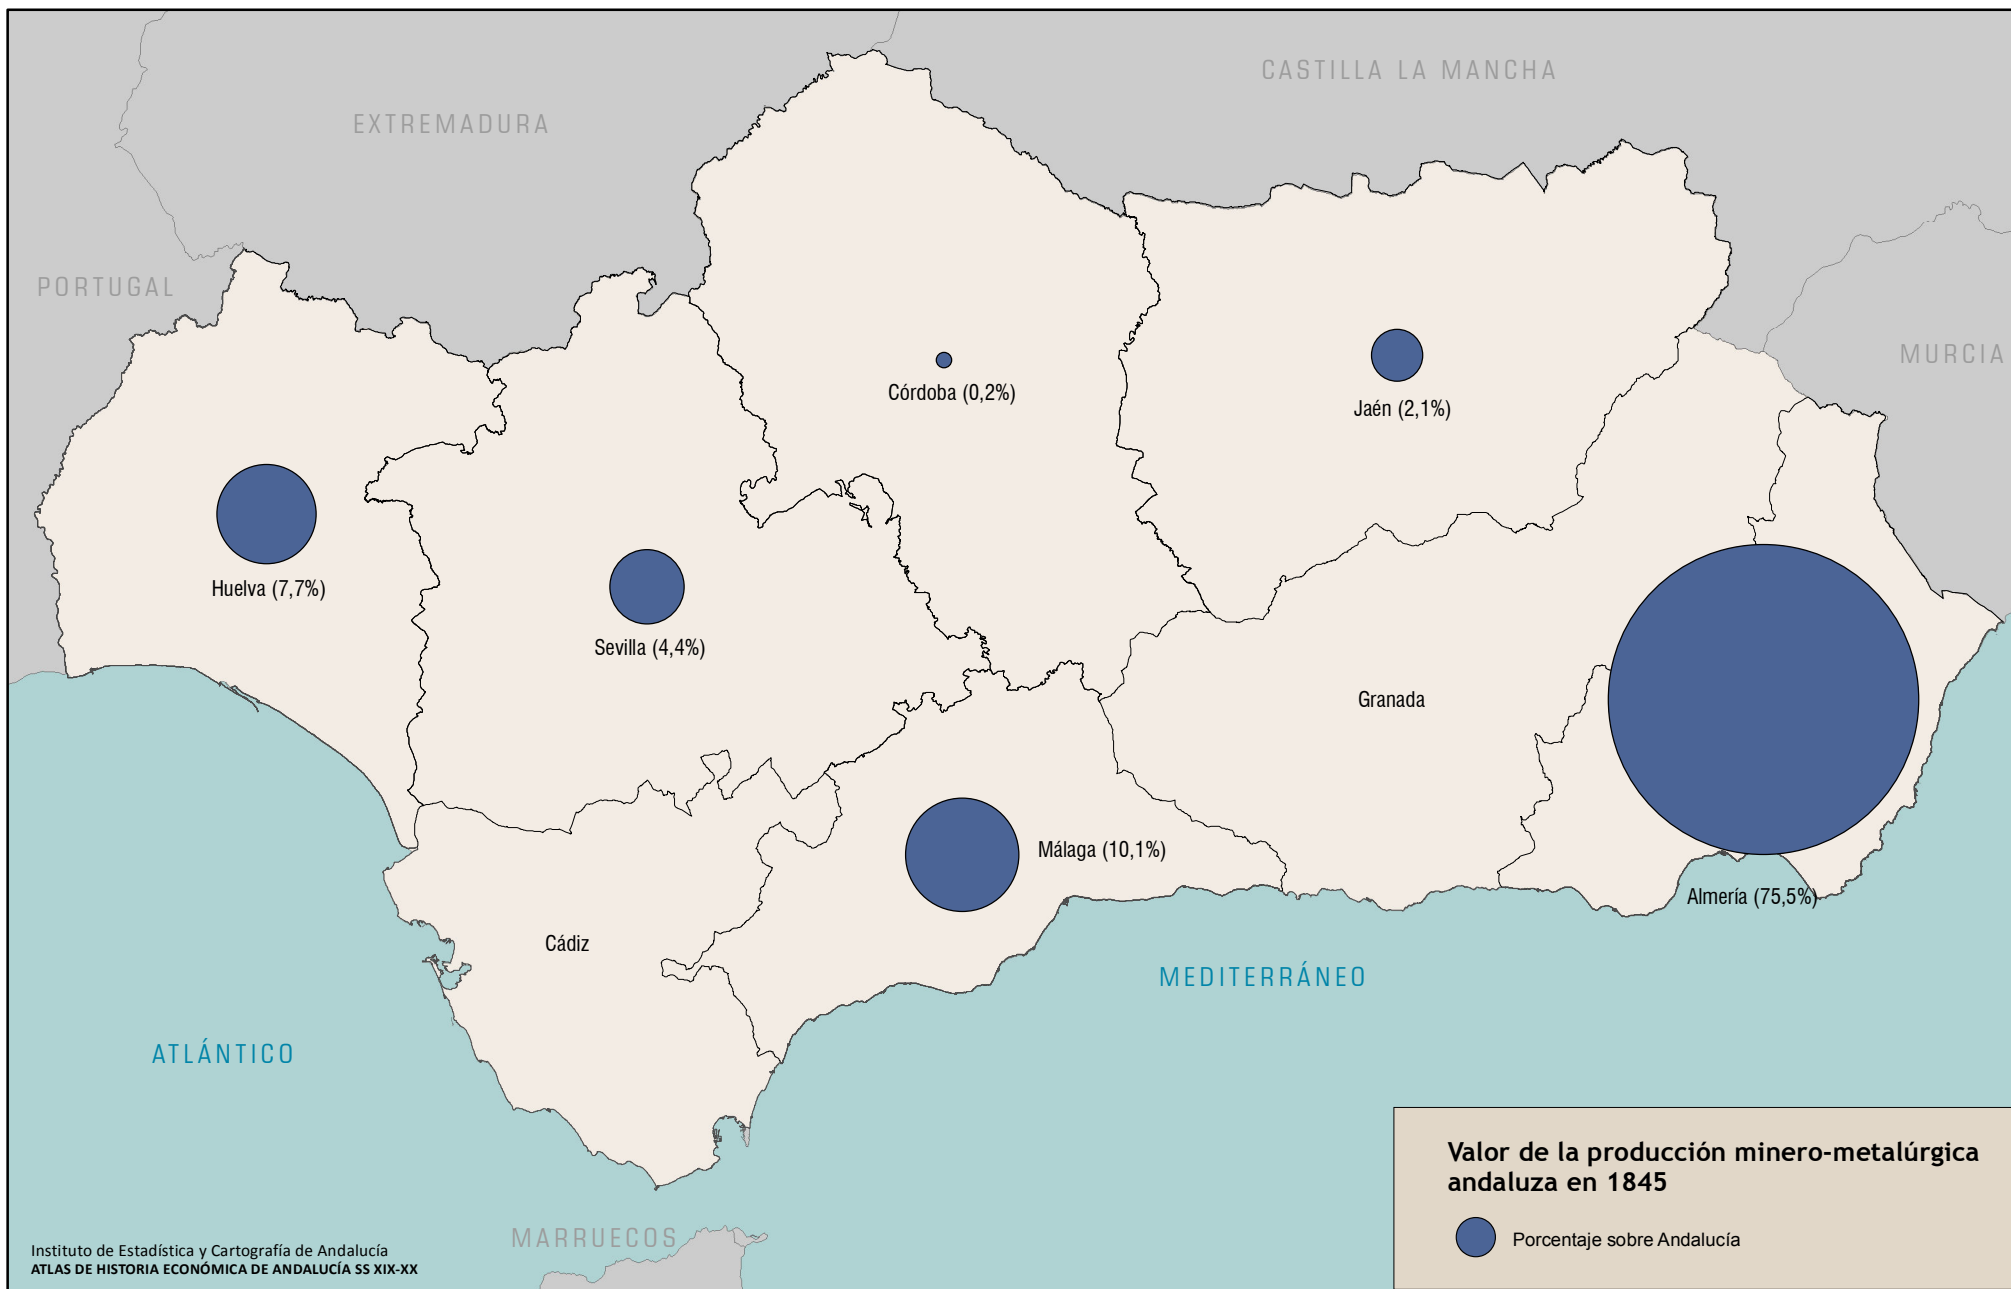 CASTILLA LA MANCHA
EXTREMADURA
PORTUGAL
MURCIA
Córdoba (0,2%)
Jaén (2,1%)
Huelva (7,7%)
Sevilla (4,4%)
Granada
Málaga (10,1%)
Almería (75,5%)
Cádiz
MEDITERRÁNEO
ATLÁNTICO
MARRUECOS
Valor de la producción minero-metalúrgica
andaluza en 1845
Porcentaje sobre Andalucía
Instituto de Estadística y Cartografía de Andalucía
ATLAS DE HISTORIA ECONÓMICA DE ANDALUCÍA SS XIX-XX